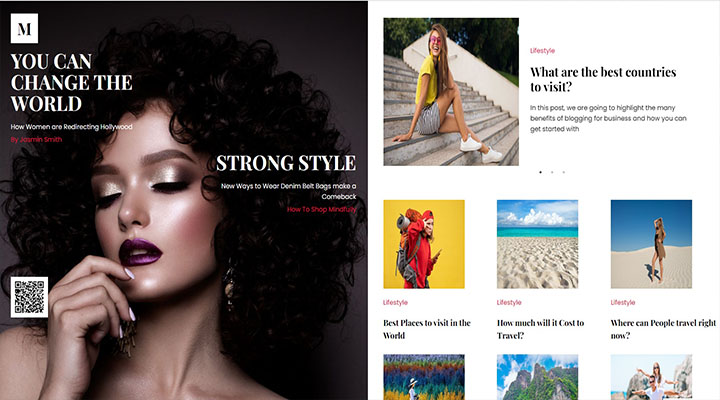 M
YOU CAN
CHANGE THE
WORLD
How Women are Redirecting Hollywood
By Jasmin Smith
STRONG STYLE
New Ways to Wear Denim Belt Bags make a
Comeback
How To Shop Mindfully
Lifestyle
What are the best countries
to visit?
In this post, we are going to highlight the many
benefits of blogging for business and how you can
get started with
Lifestyle
Best Places to visit in the
World
Lifestyle
How much will it Cost to
Travel?
Lifestyle
Where can People travel right
now?